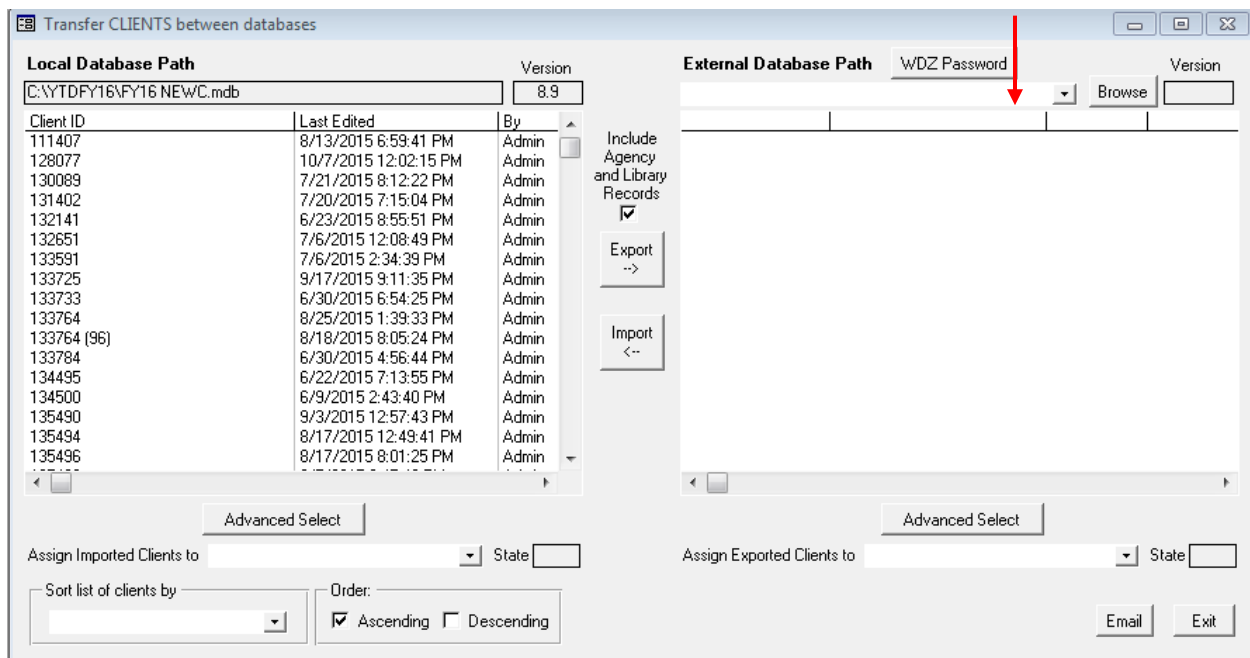 Transfer CLIENTS between databases
Local Database Path
Version
C:\YTDFY16\FY16 NEWC.mdb
8.9
Client ID Last Edited By
111407 8/13/2015 6:59:41 PM Admin
128077 10/7/2015 12:02:15 PM Admin
130089 7/21/2015 8:12:22 PM Admin
131402 7/20/2015 7:15:04 PM Admin
132141 6/23/2015 8:55:51 PM Admin
132651 7/6/2015 12:08:49 PM Admin
133591 7/6/2015 2:34:39 PM Admin
133725 9/17/2015 9:11:35 PM Admin
133733 6/30/2015 6:54:25 PM Admin
133764 8/25/2015 1:39:33 PM Admin
133764 (96) 8/18/2015 8:05:24 PM Admin
133784 6/30/2015 4:56:44 PM Admin
134495 6/22/2015 7:13:55 PM Admin
134500 6/9/2015 2:43:40 PM Admin
135490 9/3/2015 12:57:43 PM Admin
135494 8/17/2015 12:49:41 PM Admin
135496 8/17/2015 8:01:25 PM Admin
Advanced Select
Assign Imported Clients to
State
Sort list of clients by
Order:
Ascending Descending
Include
Agency
and Library
Records
Export
-->
Import
<--
External Database Path
WDZ Password
Version
Browse
Advanced Select
Assign Exported Clients to
State
Email
Exit